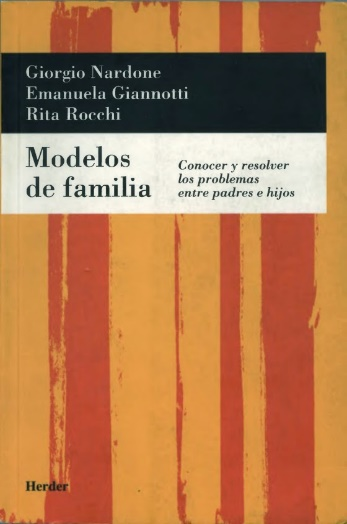 Giorgio Nardone
Emanuela Giannotti
Rita Rocchi
Modelos
de familia
Conocer y resolver
los problemas
entre padres e hijos
Herder